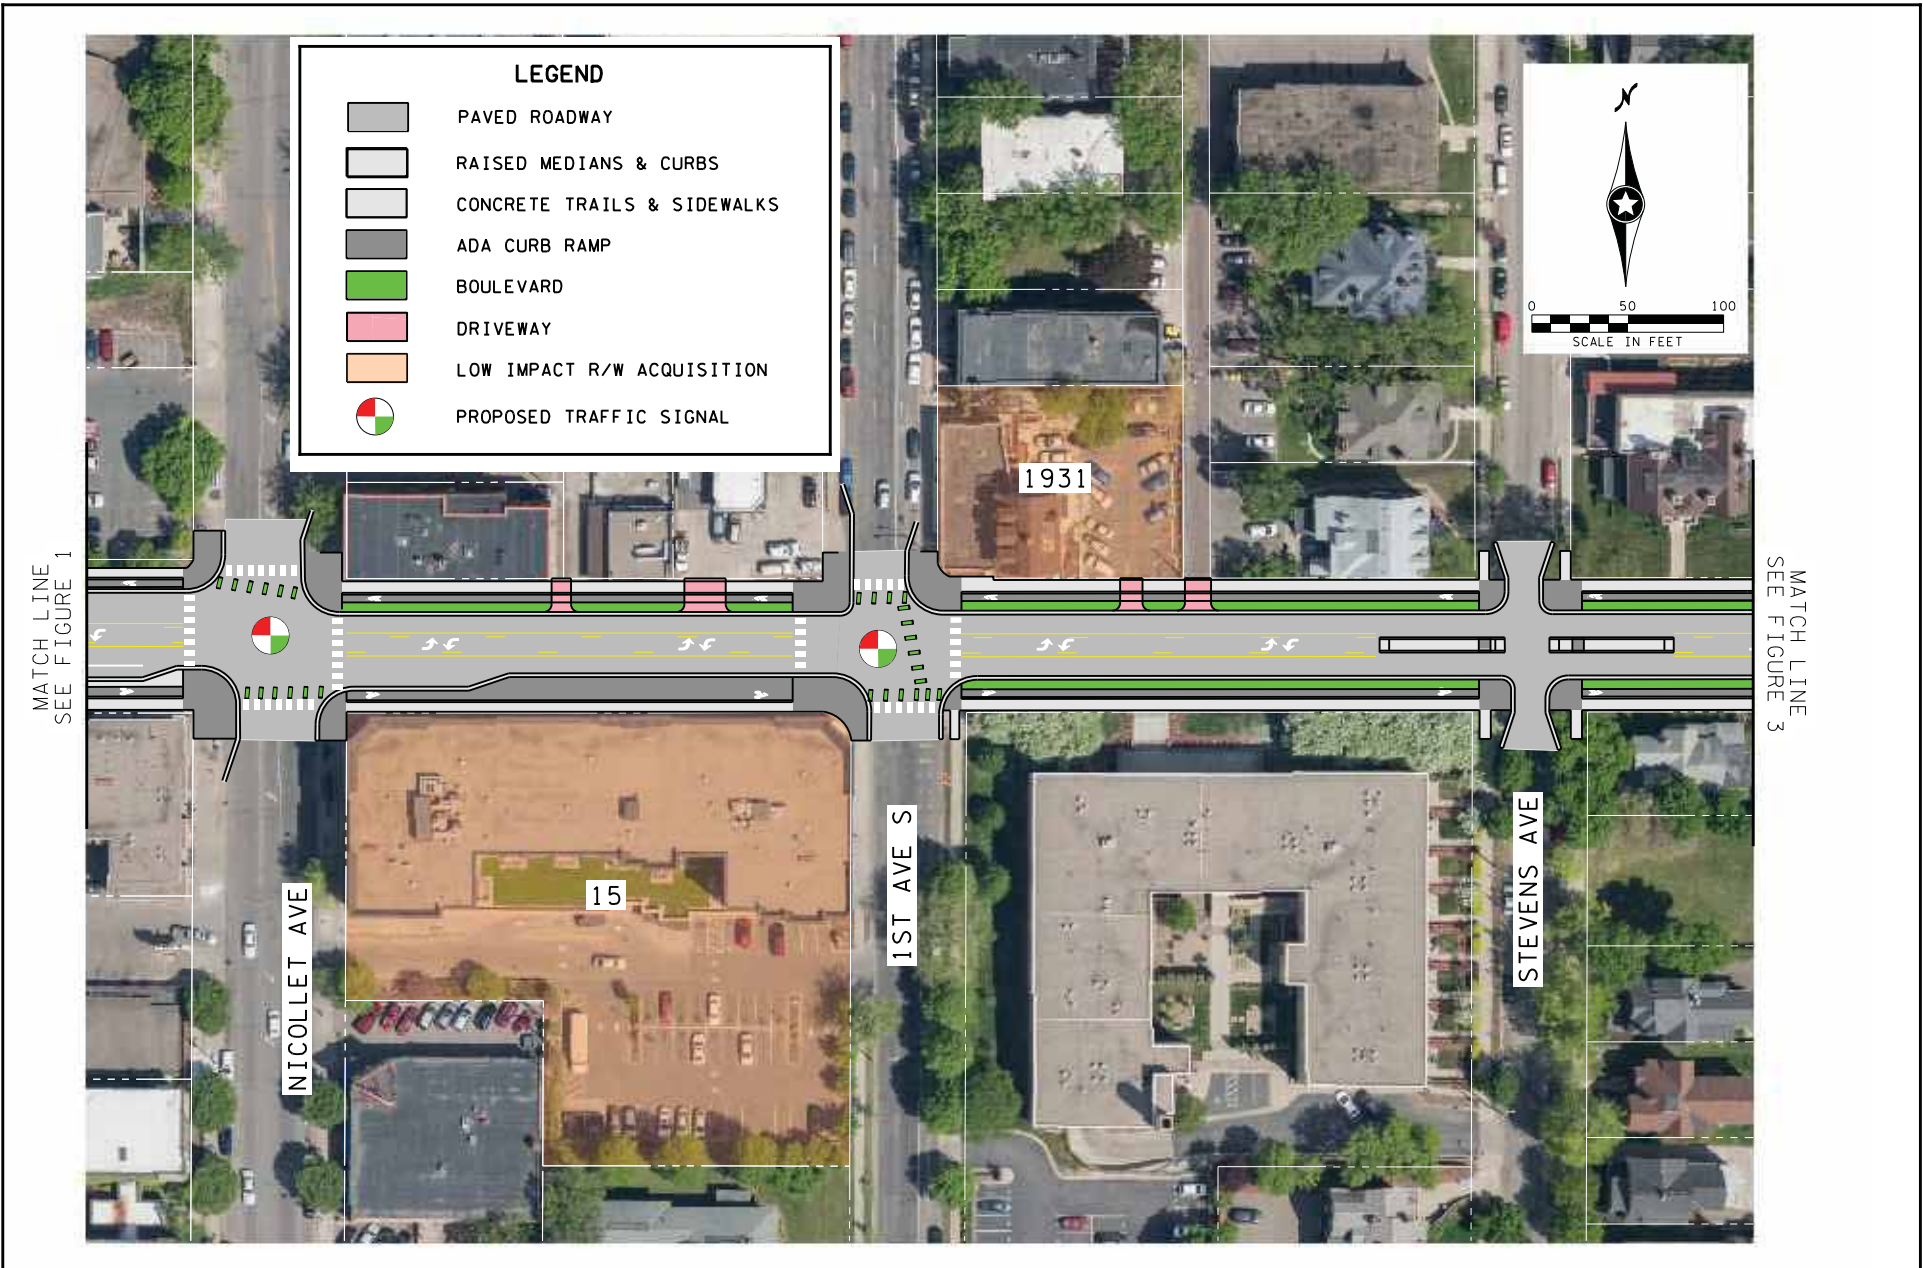 LEGEND
PAVED ROADWAY
RAISED MEDIANS & CURBS
CONCRETE TRAILS & SIDEWALKS
ADA CURB RAMP
BOULEVARD
DRIVEWAY
LOW IMPACT R/W ACQUISITION
PROPOSED TRAFFIC SIGNAL
N
0 50 100
SCALE IN FEET
1931
MATCH LINE
SEE FIGURE 1
MATCH LINE
SEE FIGURE 3
15
NICOLLET AVE
1ST AVE S
STEVENS AVE